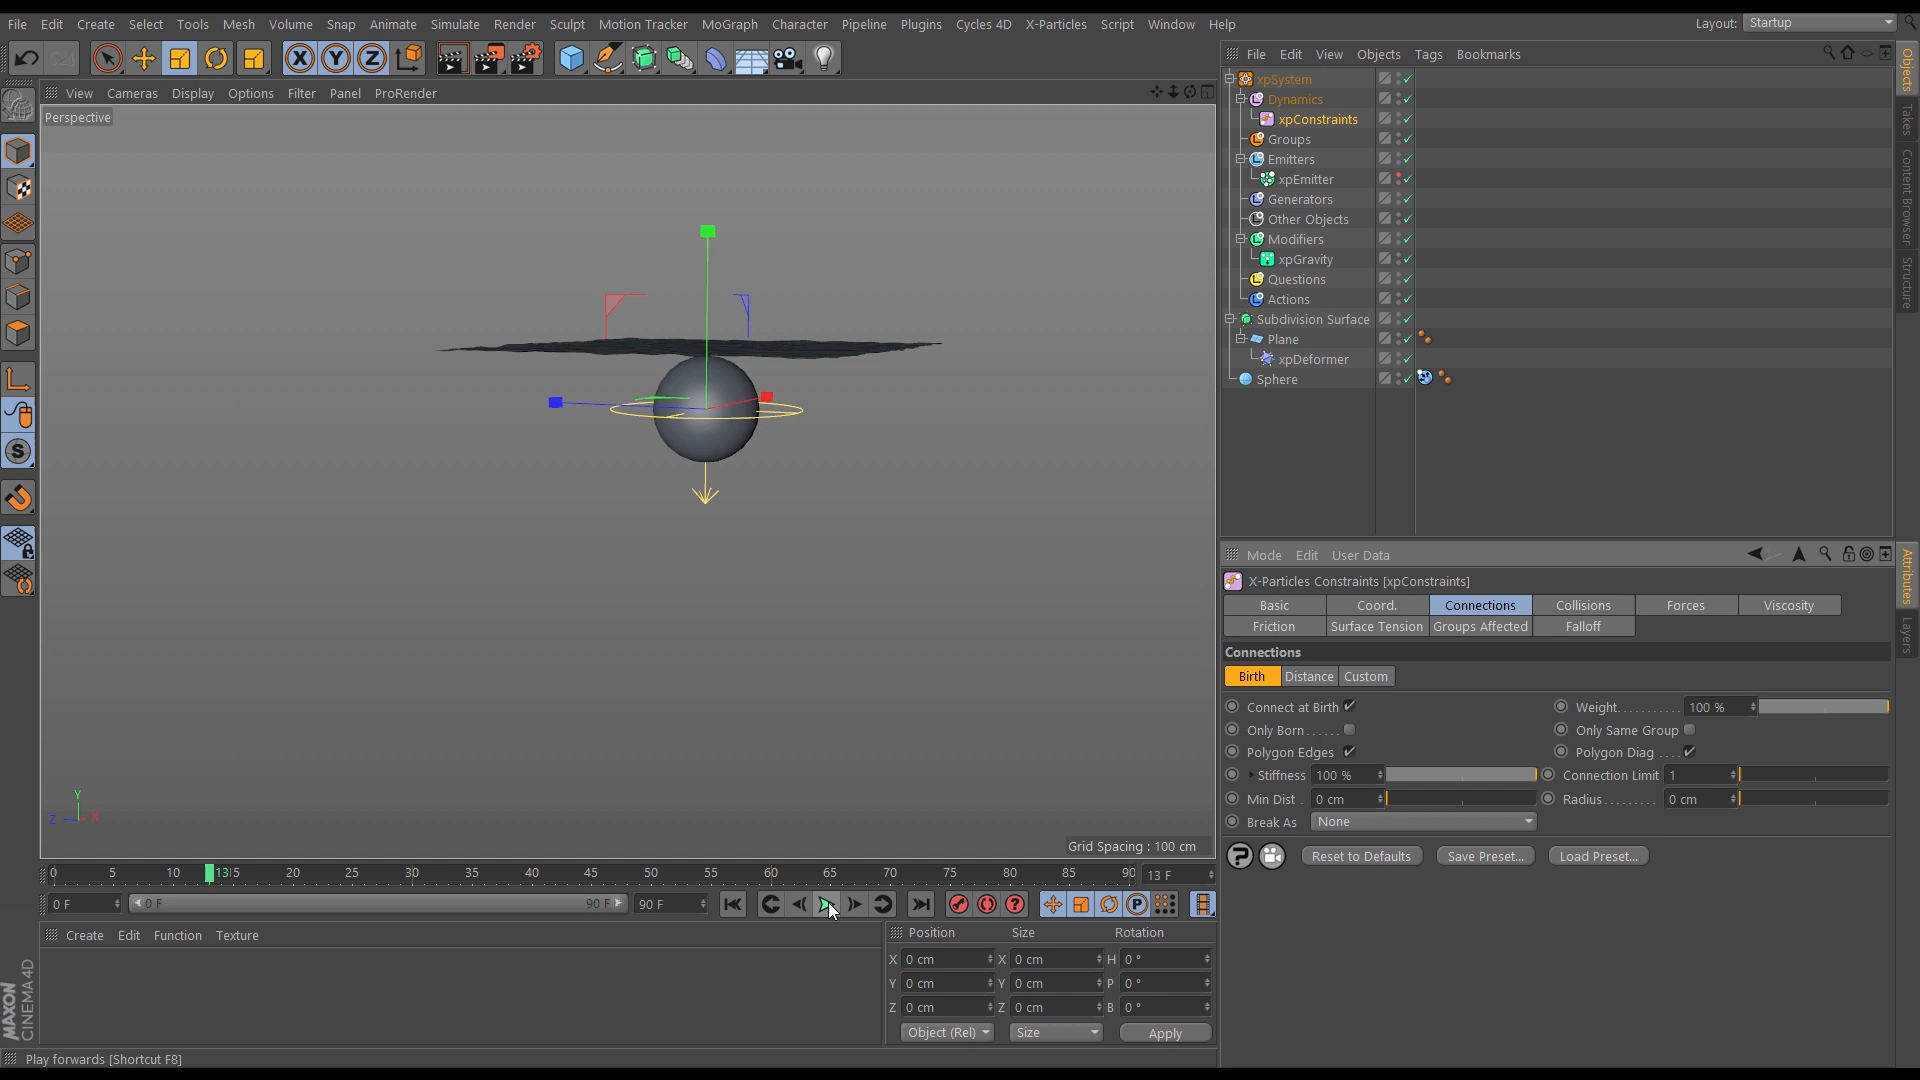 File Edit Create Select Tools Mesh Volume Snap Animate Simulate Render Sculpt Motion Tracker MoGraph Character Pipeline Plugins Cycles 4D X-Particles Script Window Help Layout: Startup
File Edit View Objects Tags Bookmarks
View Cameras Display Options Filter Panel ProRender
Perspective
xpSystem
Dynamics
xpConstraints
Groups
Emitters
xpEmitter
Generators
Other Objects
Modifiers
xpGravity
Questions
Actions
Subdivision Surface
Plane
xpDeformer
Sphere
Objects
Takes
Content Browser
Structure
Mode Edit User Data
X-Particles Constraints [xpConstraints]
Basic Coord. Connections Collisions Forces Viscosity
Friction Surface Tension Groups Affected Falloff
Connections
Birth Distance Custom
Connect at Birth Weight........... 100 %
Only Born...... Only Same Group
Polygon Edges Polygon Diag ....
Stiffness 100 % Connection Limit 1
Min Dist . 0 cm Radius......... 0 cm
Break As None
Reset to Defaults Save Preset... Load Preset...
Attributes
Layers
Y
Z X
Grid Spacing : 100 cm
0 5 10 13 15 20 25 30 35 40 45 50 55 60 65 70 75 80 85 90 13 F
0 F 0 F 90 F 90 F
Create Edit Function Texture
Position Size Rotation
X 0 cm X 0 cm H 0 °
Y 0 cm Y 0 cm P 0 °
Z 0 cm Z 0 cm B 0 °
Object (Rel) Size Apply
MAXON
CINEMA 4D
Play forwards [Shortcut F8]